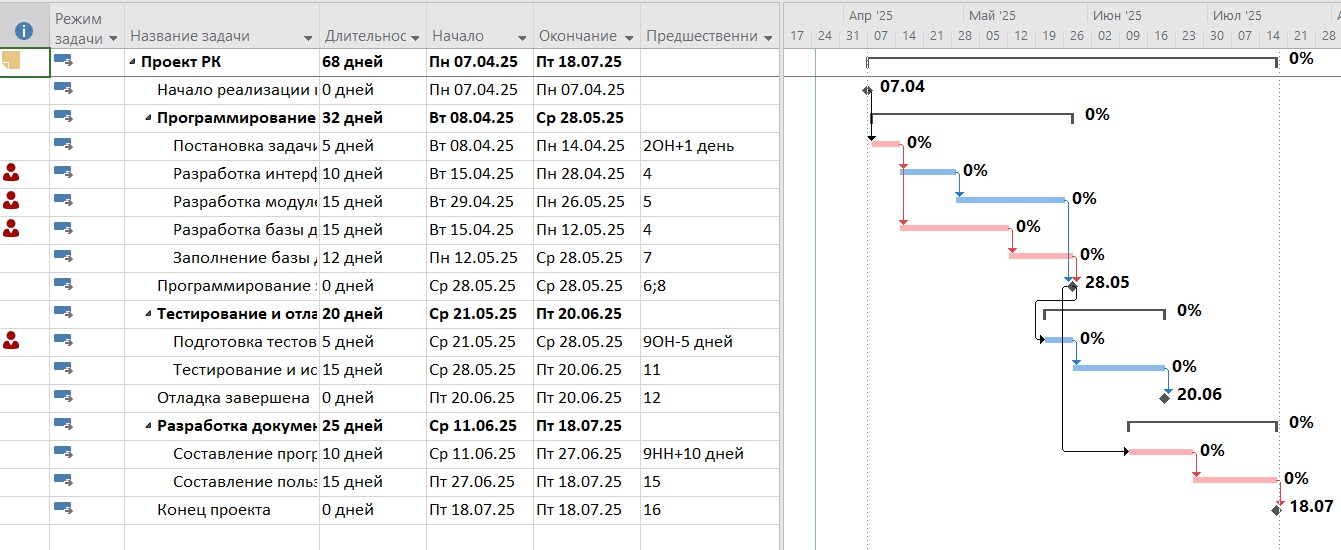 Режим задачи Название задачи Длительнос Начало Окончание Предшественни
Апр '25 Май '25 Июн '25 Июл '25
17 24 31 07 14 21 28 05 12 19 26 02 09 16 23 30 07 14 21 28
Проект РК 68 дней Пн 07.04.25 Пт 18.07.25 0%
Начало реализации 0 дней Пн 07.04.25 Пн 07.04.25 07.04
Программирование 32 дней Вт 08.04.25 Ср 28.05.25 0%
Постановка задачи 5 дней Вт 08.04.25 Пн 14.04.25 2ОН+1 день 0%
Разработка интерф 10 дней Вт 15.04.25 Пн 28.04.25 4 0%
Разработка модуле 15 дней Вт 29.04.25 Пн 26.05.25 5 0%
Разработка базы д 15 дней Вт 15.04.25 Пн 12.05.25 4 0%
Заполнение базы 12 дней Пн 12.05.25 Ср 28.05.25 7 0%
Программирование 0 дней Ср 28.05.25 Ср 28.05.25 6;8 28.05
Тестирование и отла 20 дней Ср 21.05.25 Пт 20.06.25 0%
Подготовка тестов 5 дней Ср 21.05.25 Ср 28.05.25 9ОН-5 дней 0%
Тестирование и ис 15 дней Ср 28.05.25 Пт 20.06.25 11 0%
Отладка завершена 0 дней Пт 20.06.25 Пт 20.06.25 12 20.06
Разработка докумен 25 дней Ср 11.06.25 Пт 18.07.25 0%
Составление прогр 10 дней Ср 11.06.25 Пт 27.06.25 9НН+10 дней 0%
Составление польз 15 дней Пт 27.06.25 Пт 18.07.25 15 0%
Конец проекта 0 дней Пт 18.07.25 Пт 18.07.25 16 18.07